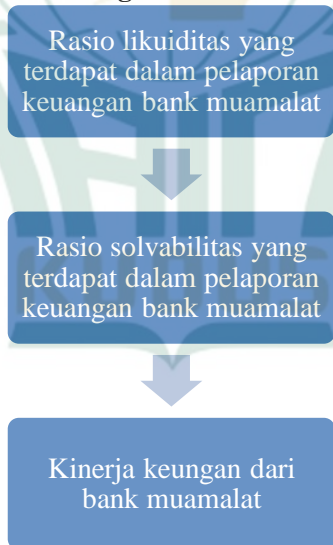 Rasio likuiditas yang
terdapat dalam pelaporan
keuangan bank muamalat
Rasio solvabilitas yang
terdapat dalam pelaporan
keuangan bank muamalat
Kinerja keungan dari
bank muamalat